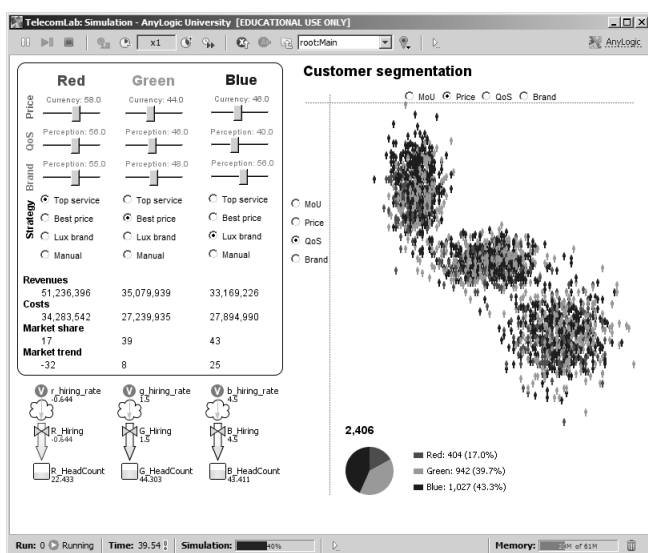 TelecomLab: Simulation - AnyLogic University [EDUCATIONAL USE ONLY]
x1
root:Main
AnyLogic
Red Green Blue
Price
Currency: 58.0 Currency: 44.0 Currency: 46.0
QoS
Perception: 56.0 Perception: 46.0 Perception: 40.0
Brand
Perception: 55.0 Perception: 48.0 Perception: 56.0
Strategy
Top service Top service Top service
Best price Best price Best price
Lux brand Lux brand Lux brand
Manual Manual Manual
Revenues
51,236,396 35,079,939 33,169,226
Costs
34,283,542 27,239,935 27,894,990
Market share
17 39 43
Market trend
-32 8 25
V r_hiring_rate V g_hiring_rate V b_hiring_rate
-0.644 1.5 4.5
R_Hiring G_Hiring B_Hiring
-0.644 1.5 4.5
R_HeadCount G_HeadCount B_HeadCount
22.433 44.303 43.411
Customer segmentation
MoU Price QoS Brand
MoU
Price
QoS
Brand
2,406
Red: 404 (17.0%)
Green: 942 (39.7%)
Blue: 1,027 (43.3%)
Run: 0 Running Time: 39.54 Simulation: 40% Memory: of 61M